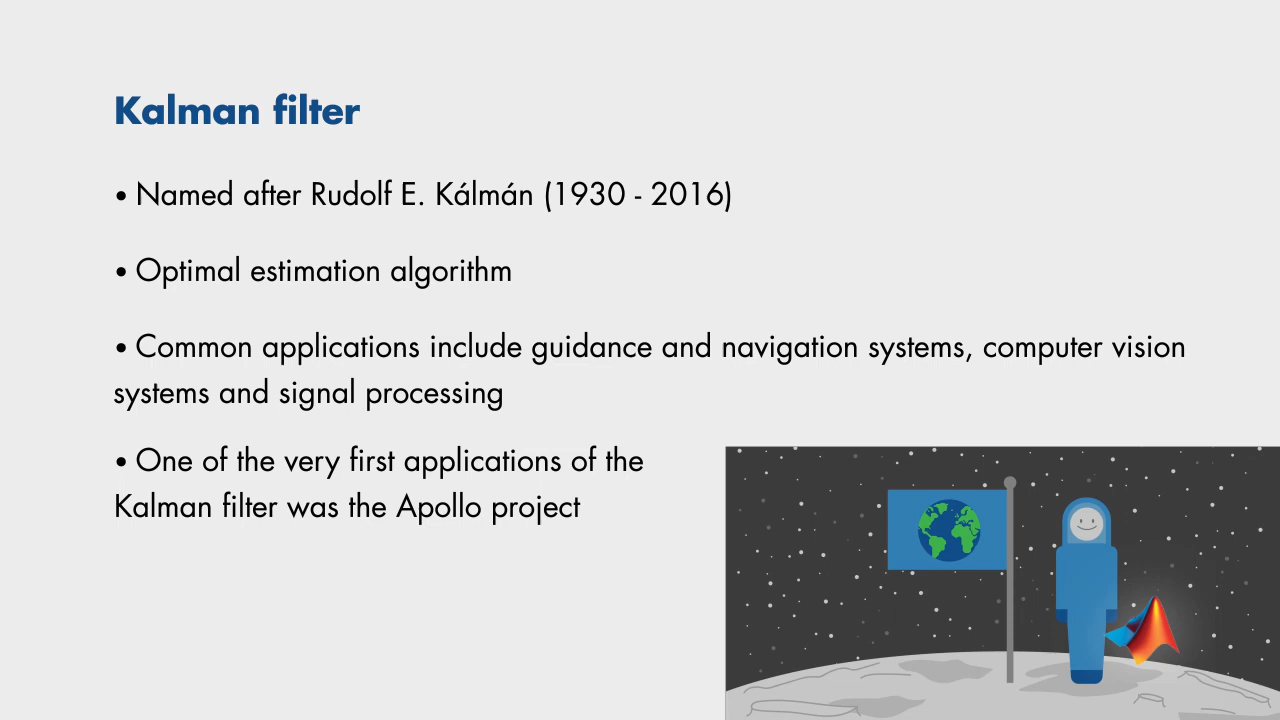 Kalman filter
• Named after Rudolf E. Kálmán (1930 - 2016)
• Optimal estimation algorithm
• Common applications include guidance and navigation systems, computer vision
systems and signal processing
• One of the very first applications of the
Kalman filter was the Apollo project